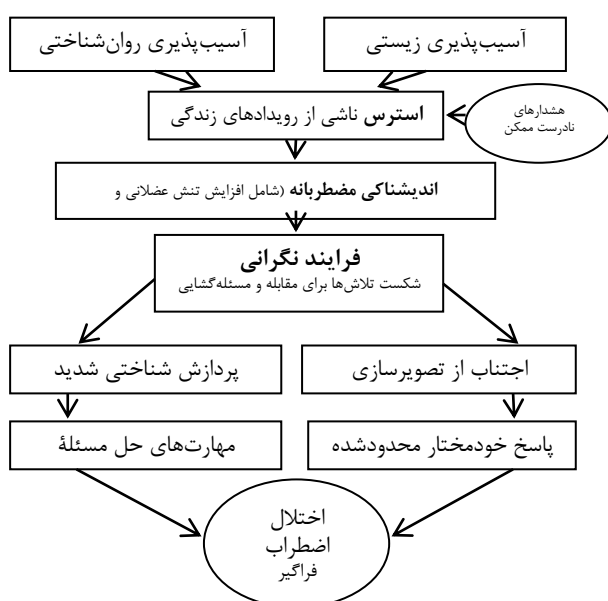 آسیب‌پذیری زیستی
آسیب‌پذیری روان‌شناختی
استرس ناشی از رویدادهای زندگی
هشدارهای
نادرست ممکن
اندیشناکی مضطربانه (شامل افزایش تنش عضلانی و
فرایند نگرانی
شکست تلاش‌ها برای مقابله و مسئله‌گشایی
اجتناب از تصویرسازی
پردازش شناختی شدید
پاسخ خودمختار محدودشده
مهارت‌های حل مسئلۀ
اختلال
اضطراب
فراگیر